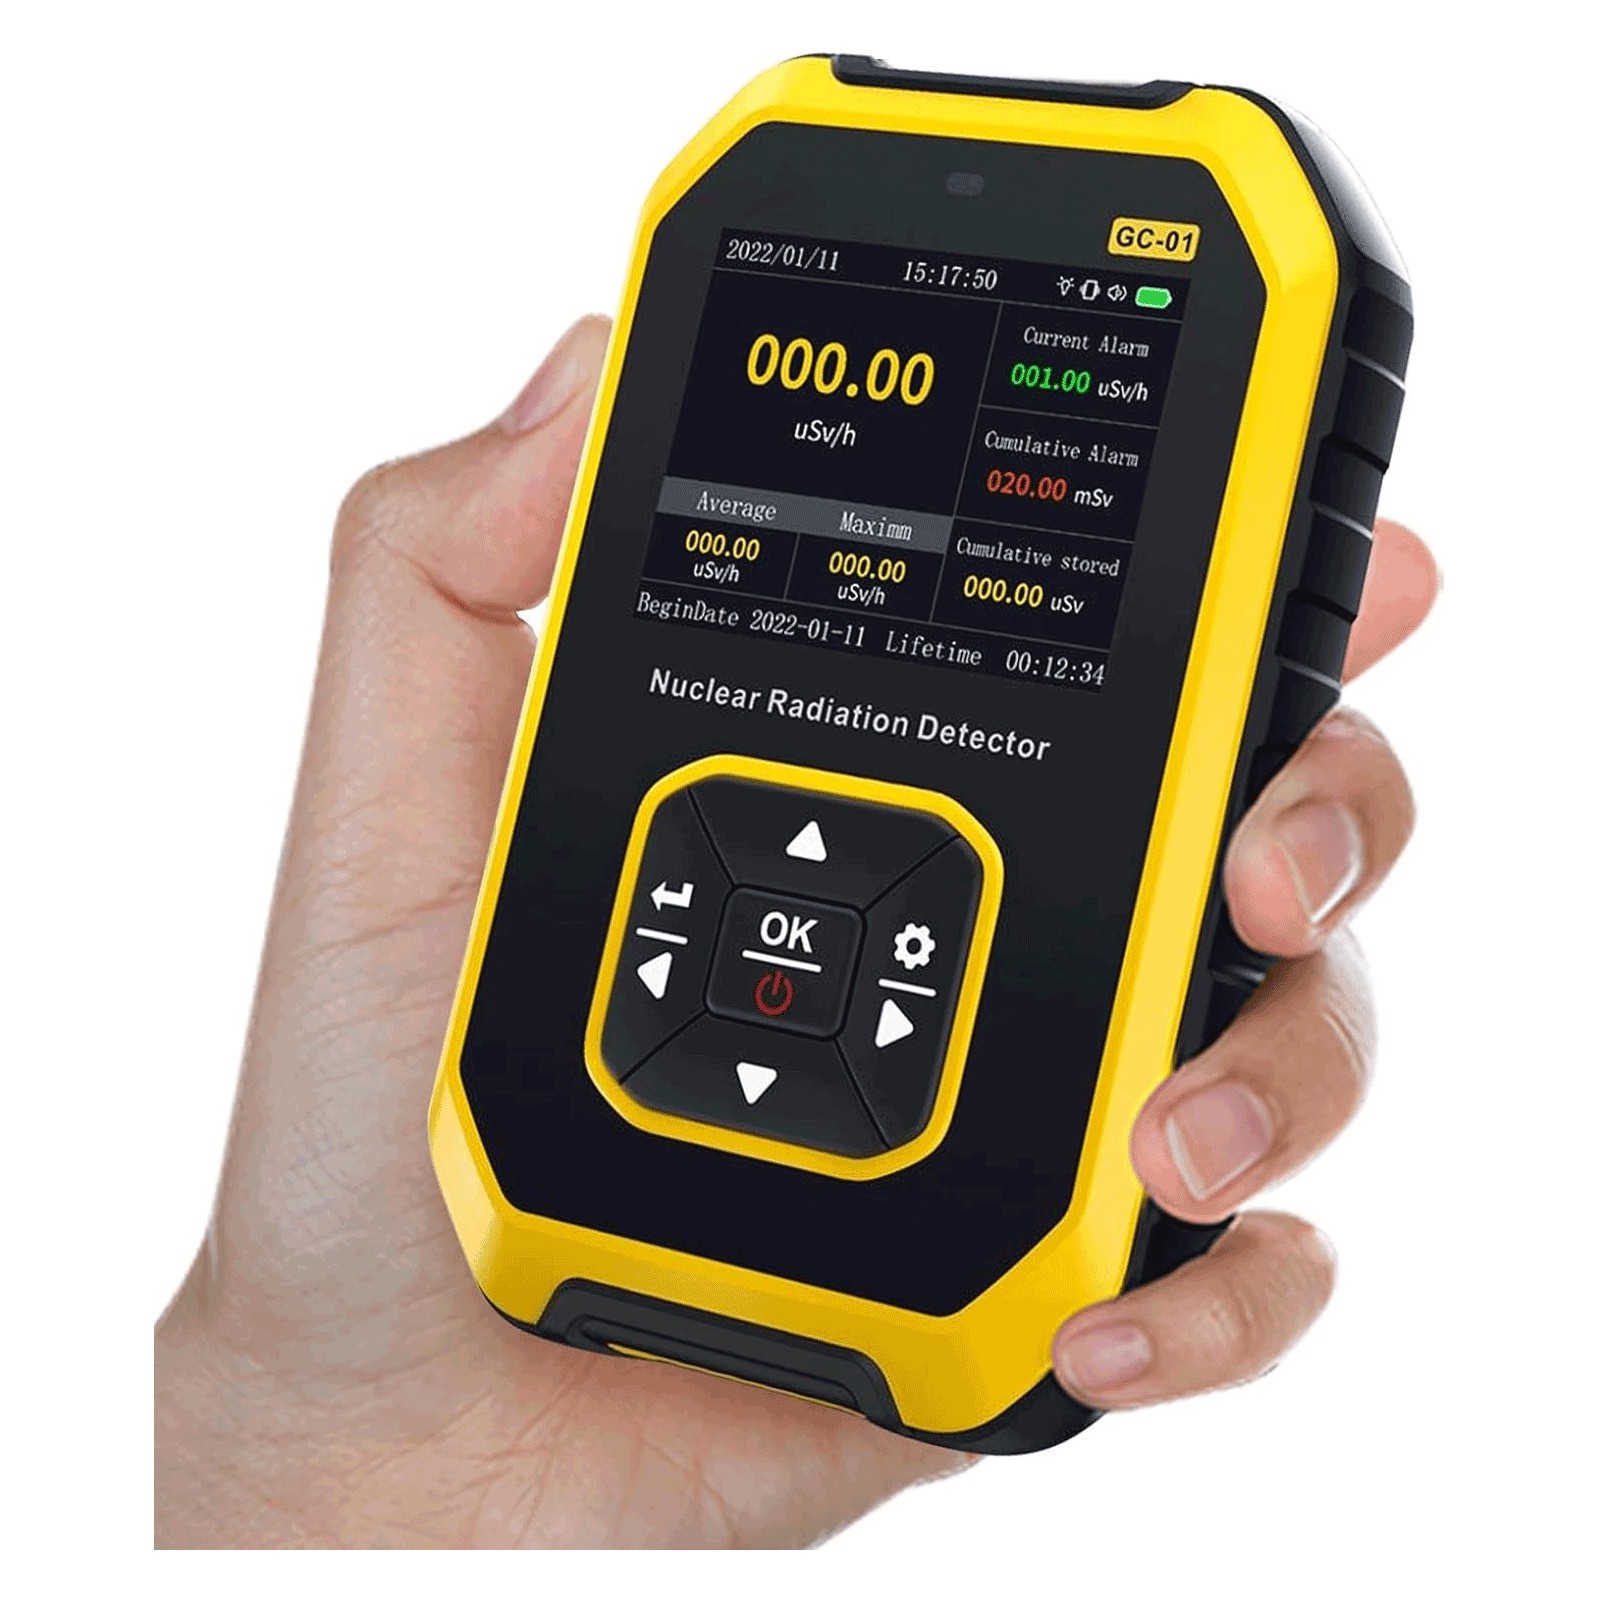 GC-01
2022/01/11 15:17:50
000.00
uSv/h
Current Alarm
001.00 uSv/h
Cumulative Alarm
020.00 mSv
Average Maximm
000.00 000.00
uSv/h uSv/h
Cumulative stored
000.00 uSv
BeginDate 2022-01-11 Lifetime 00:12:34
Nuclear Radiation Detector
OK